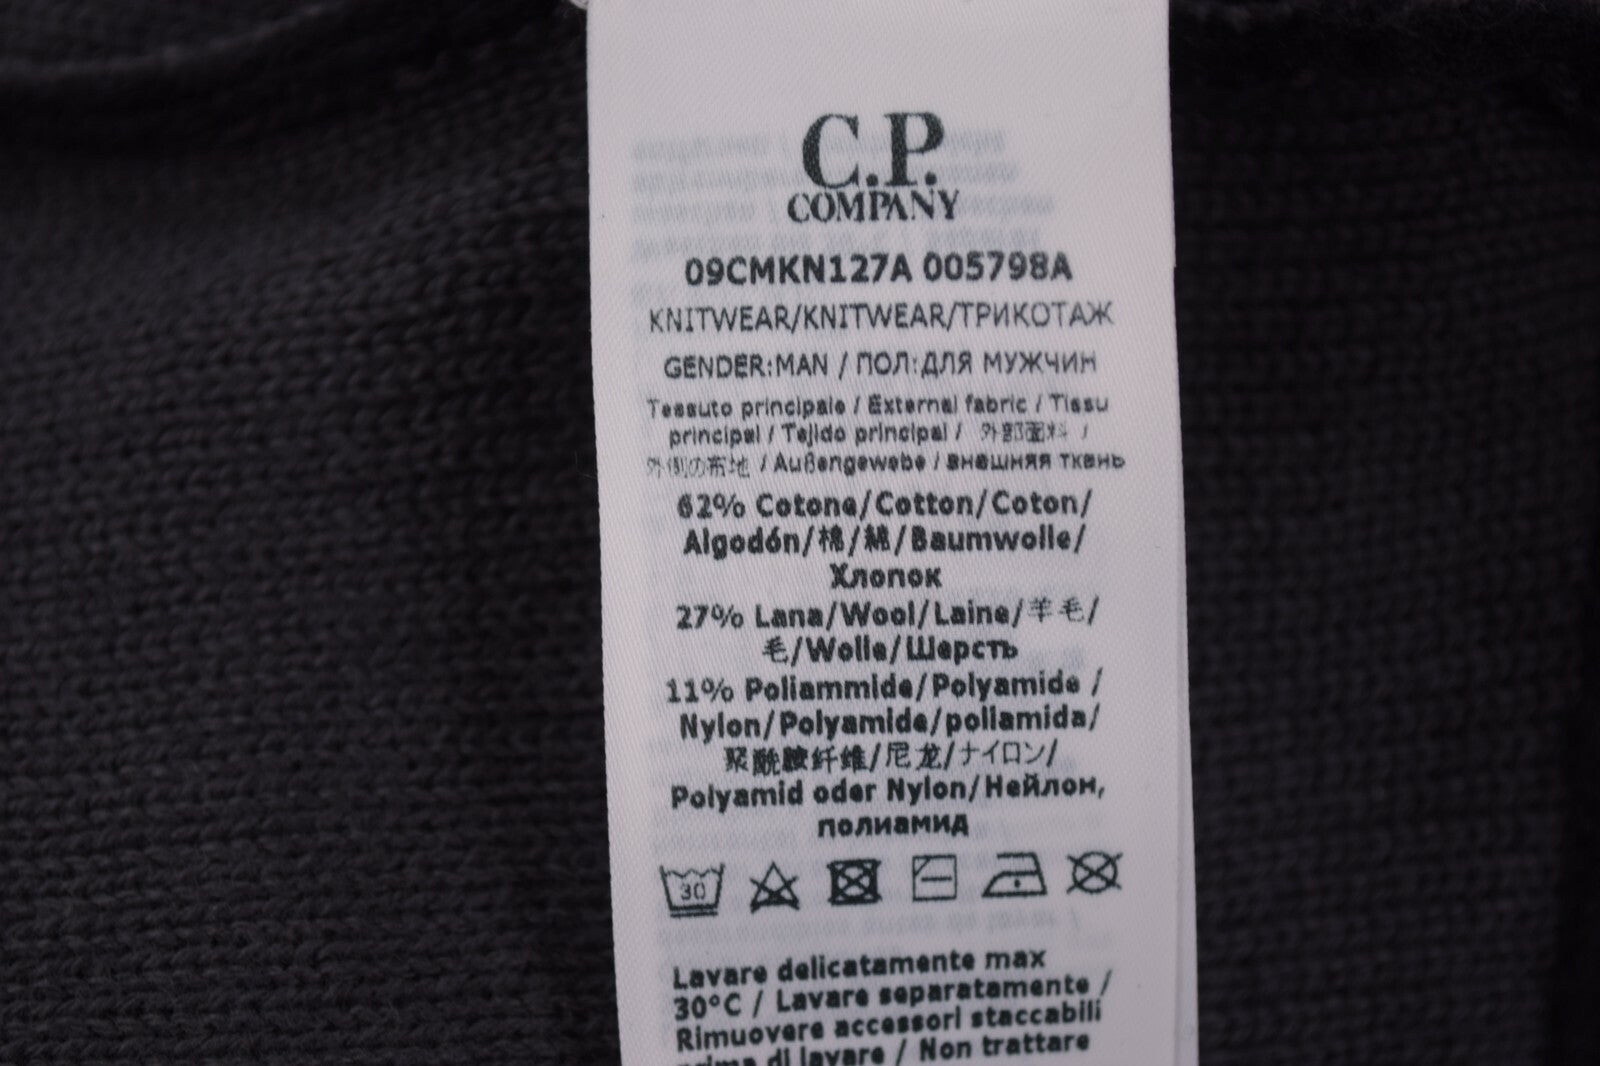 C.P.
COMPANY
09CMKN127A 005798A
KNITWEAR/KNITWEAR/ТРИКОТАЖ
GENDER:MAN / ПОЛ:ДЛЯ МУЖЧИН
Tessuto principale / External fabric / Tissu
principal / Tejido principal / 外部面料 /
外側の布地 / Außengewebe / внешняя ткань
62% Cotone/Cotton/Coton/
Algodón/棉/綿/Baumwolle/
Хлопок
27% Lana/Wool/Laine/羊毛/
毛/Wolle/Шерсть
11% Poliammide/Polyamide /
Nylon/Polyamide/poliamida/
聚酰胺纤维/尼龙/ナイロン/
Polyamid oder Nylon/Нейлон,
полиамид
30
Lavare delicatamente max
30°C / Lavare separatamente /
Rimuovere accessori staccabili
prima di lavare / Non trattare